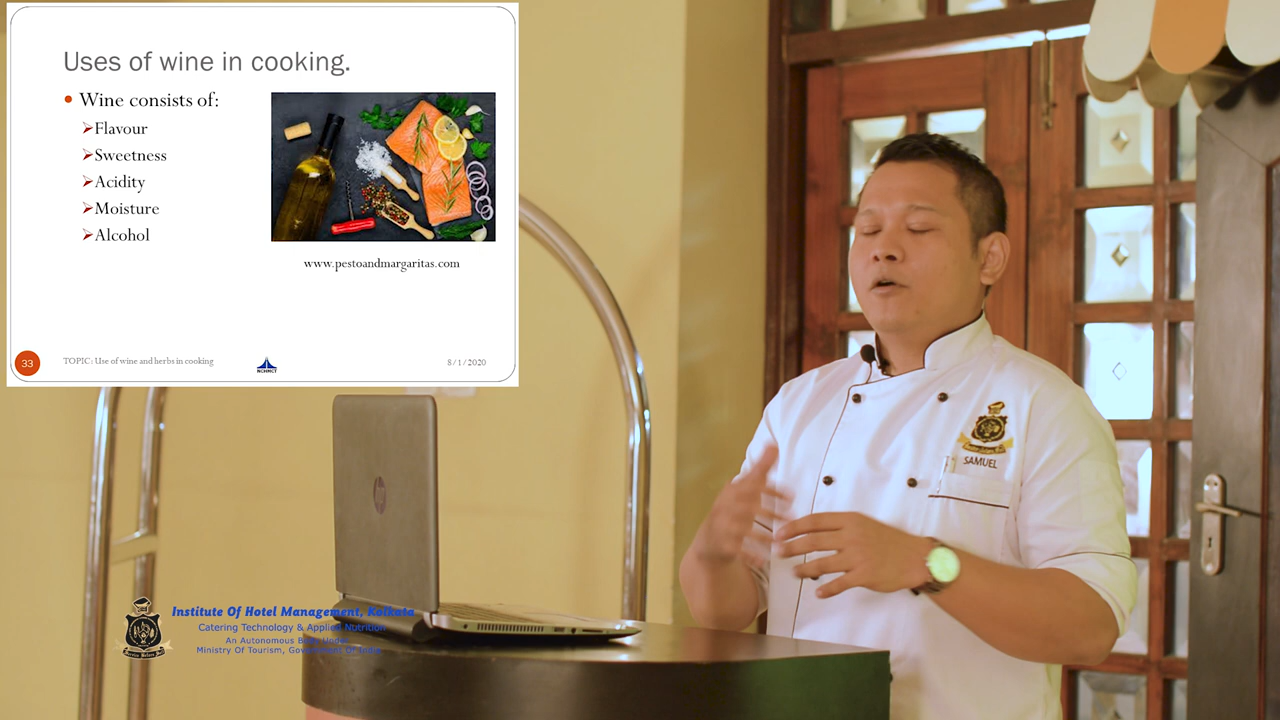 Uses of wine in cooking.
Wine consists of:
Flavour
Sweetness
Acidity
Moisture
Alcohol
www.pestoandmargaritas.com
33
TOPIC: Use of wine and herbs in cooking
NCHMCT
8/1/2020
SAMUEL
hp
Institute Of Hotel Management, Kolkata
Catering Technology & Applied Nutrition
An Autonomous Body Under
Ministry Of Tourism, Government Of India